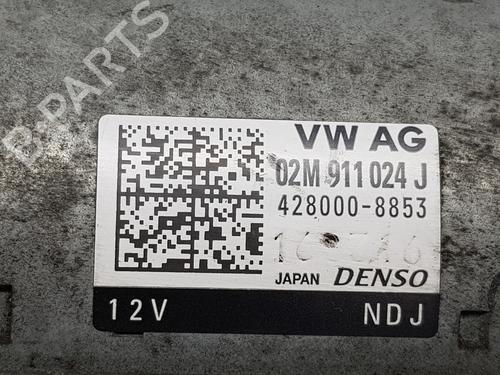 B-PARTS
VW AG
02M 911 024 J
428000-8853
JAPAN DENSO
12V NDJ